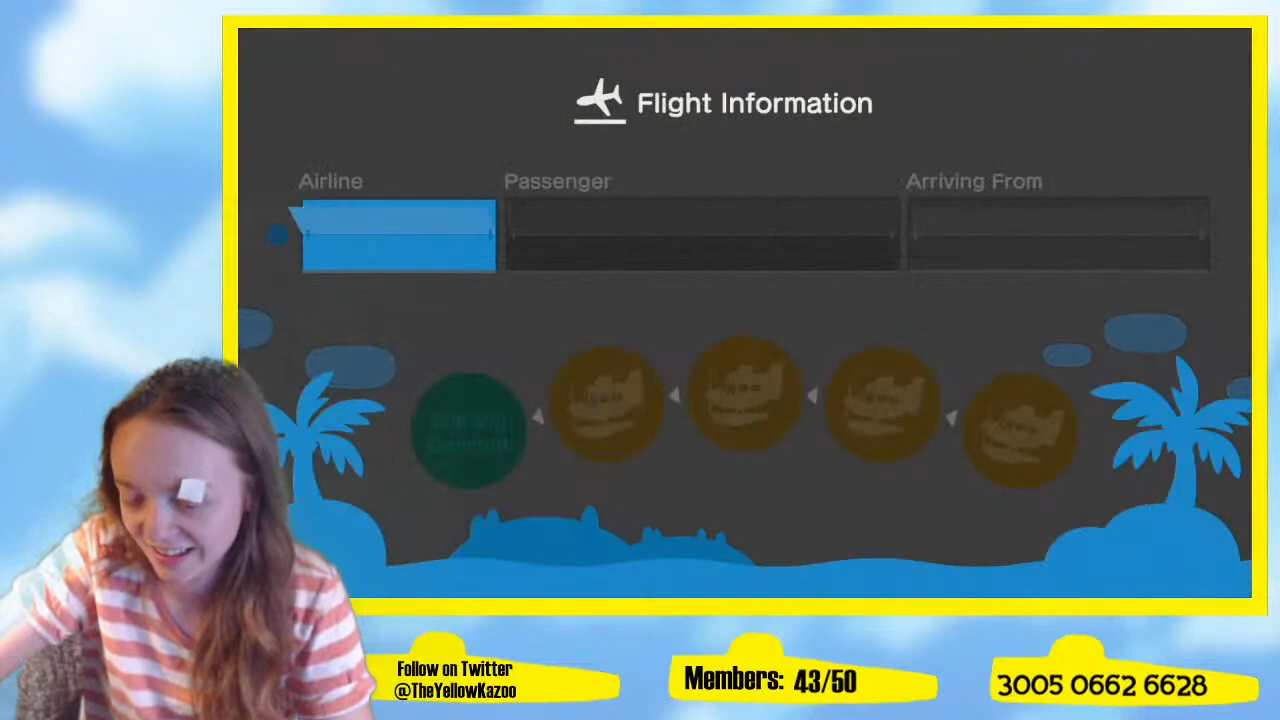 Flight Information
Airline
Passenger
Arriving From
Follow on Twitter
@TheYellowKazoo
Members: 43/50
3005 0662 6628